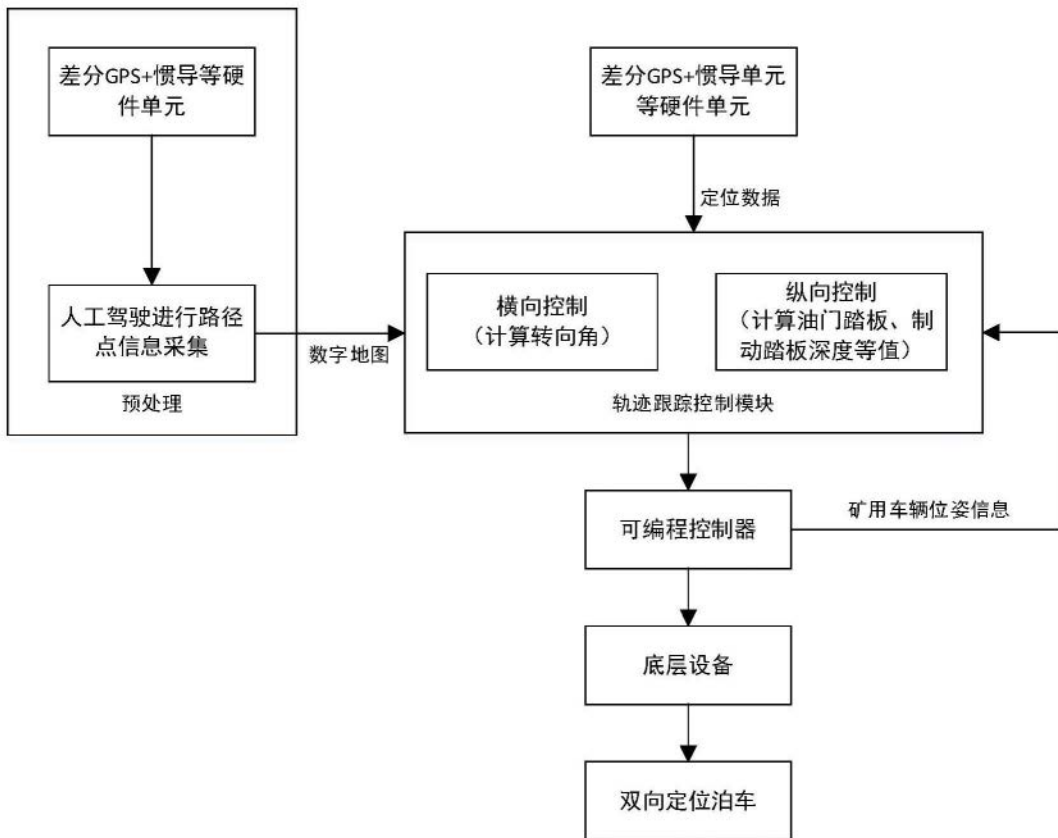 差分GPS+惯导等硬
件单元
人工驾驶进行路径
点信息采集
预处理
数字地图
差分GPS+惯导单元
等硬件单元
定位数据
横向控制
（计算转向角）
纵向控制
（计算油门踏板、制
动踏板深度等值）
轨迹跟踪控制模块
可编程控制器
矿用车辆位姿信息
底层设备
双向定位泊车